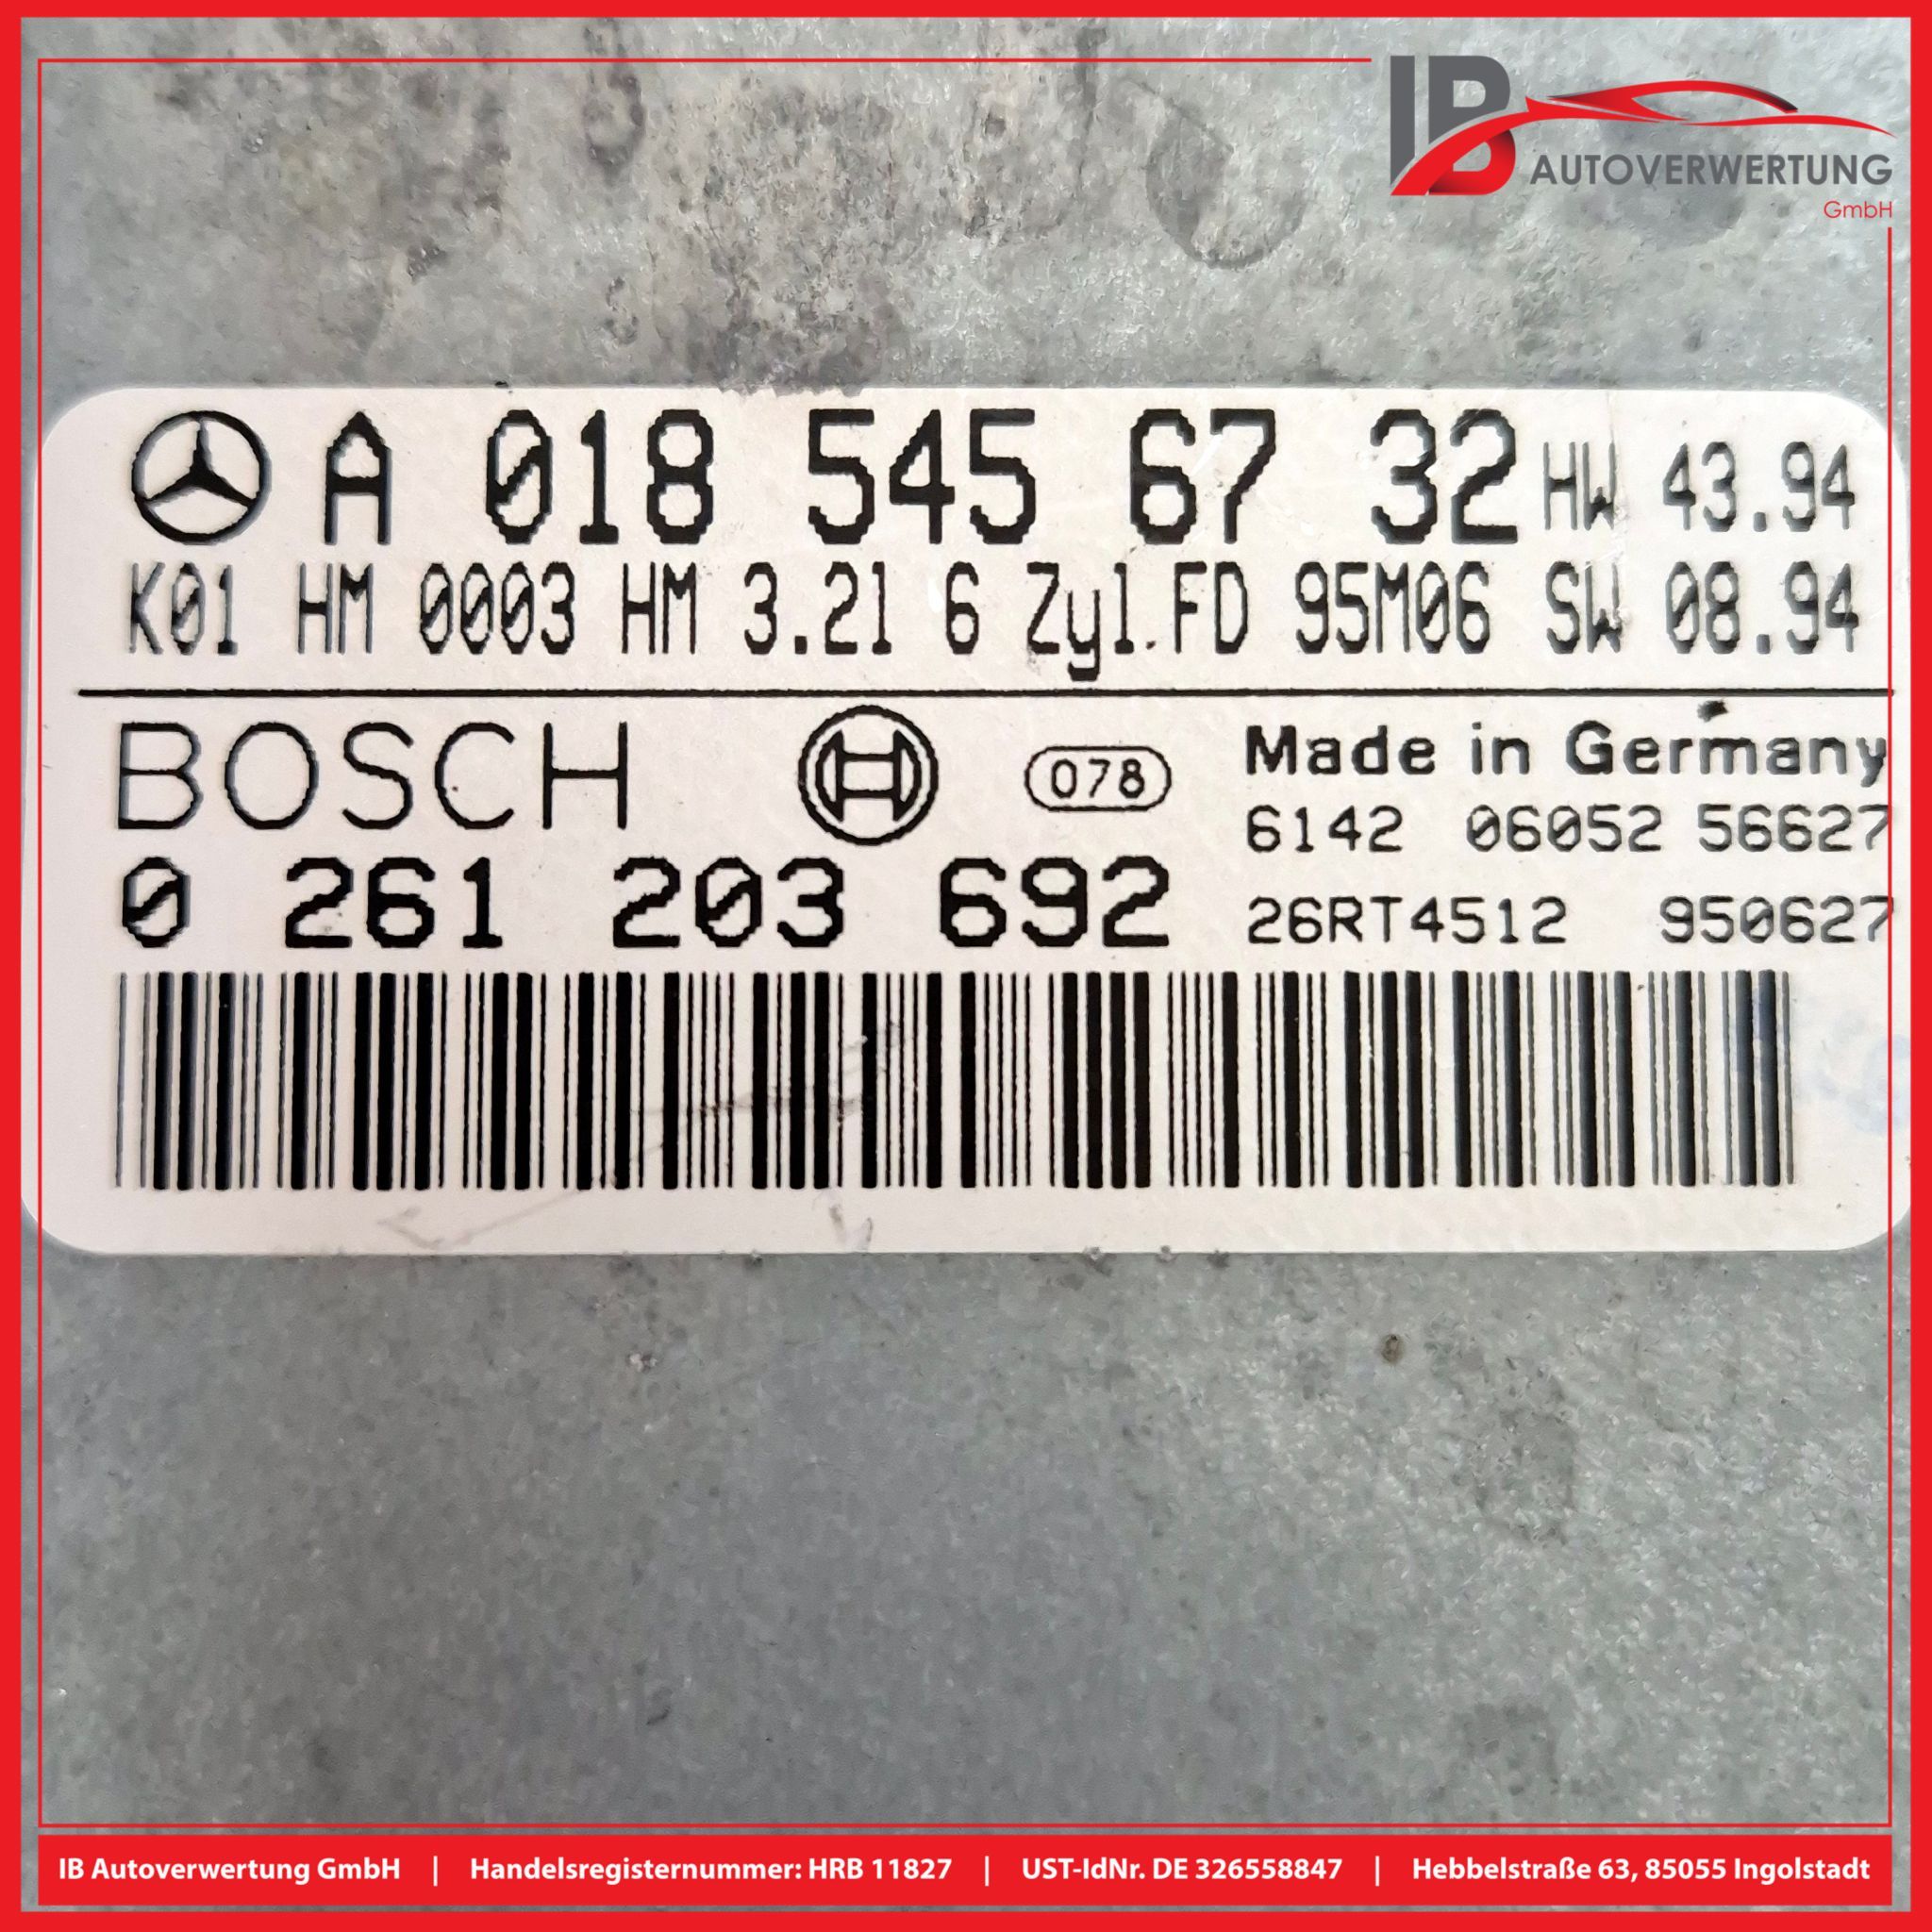 IB AUTOVERWERTUNG
GmbH
A 018 545 67 32 HW 43.94
K01 HM 0003 HM 3.2l 6 Zyl.FD 95M06 SW 08.94
BOSCH 078 Made in Germany
6142 06052 56627
0 261 203 692 26RT4512 950627
IB Autoverwertung GmbH | Handelsregisternummer: HRB 11827 | UST-IdNr. DE 326558847 | Hebbelstraße 63, 85055 Ingolstadt